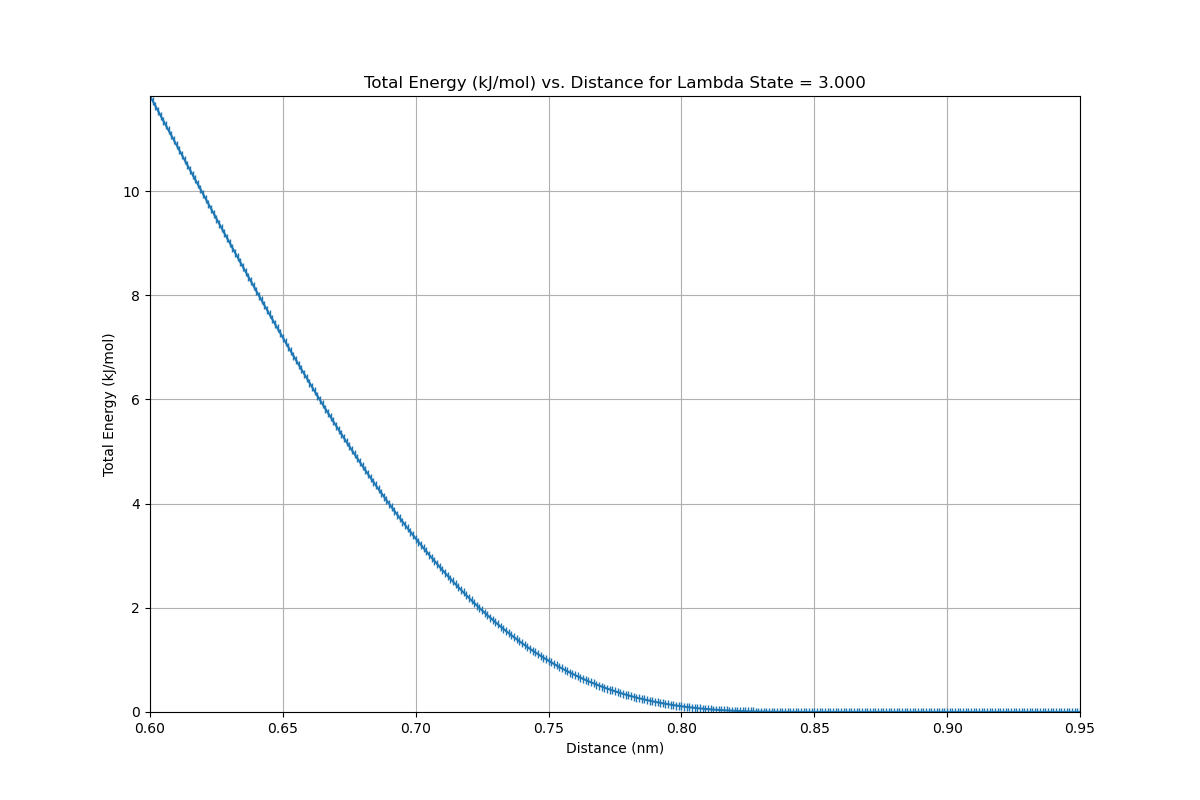 Total Energy (kJ/mol) vs. Distance for Lambda State = 3.000
10
8
6
4
2
0
Total Energy (kJ/mol)
0.60 0.65 0.70 0.75 0.80 0.85 0.90 0.95
Distance (nm)